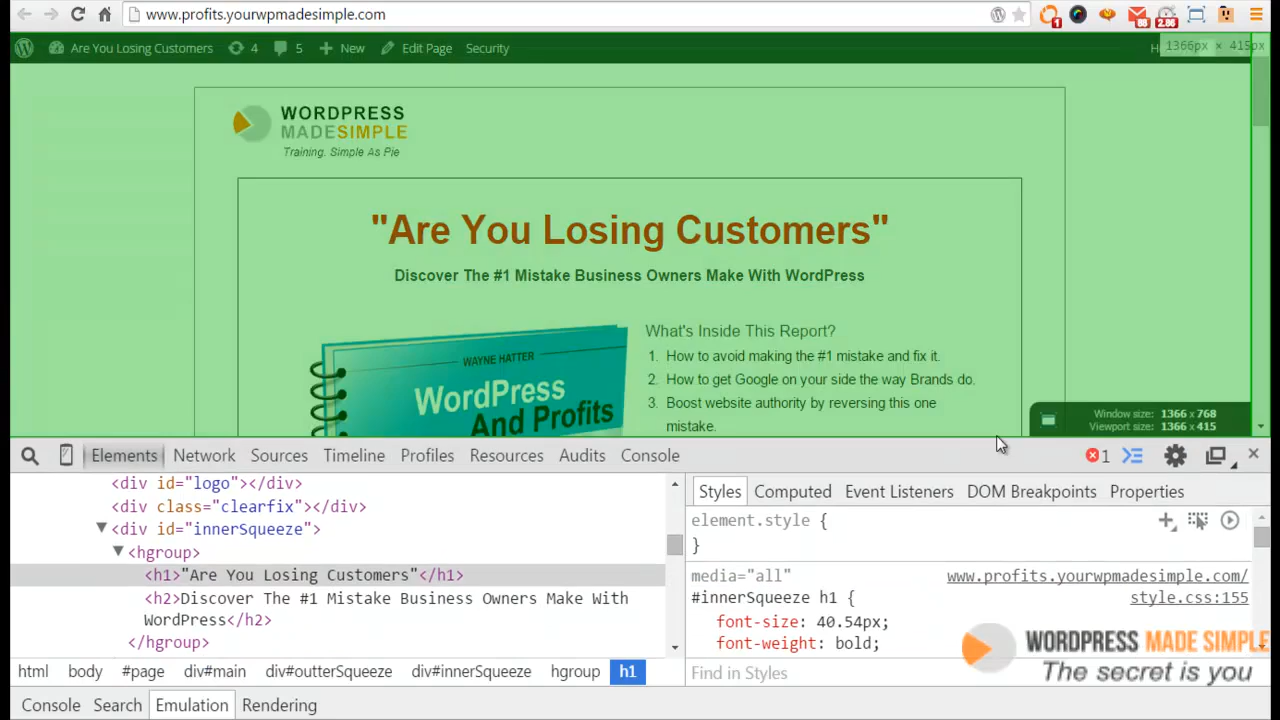 www.profits.yourwpmadesimple.com
1
88
2.86
Are You Losing Customers 4 5 New Edit Page Security
1366px × 415px
WORDPRESS
MADESIMPLE
Training. Simple As Pie
"Are You Losing Customers"
Discover The #1 Mistake Business Owners Make With WordPress
WAYNE HATTER
WordPress
And Profits
What's Inside This Report?
1. How to avoid making the #1 mistake and fix it.
2. How to get Google on your side the way Brands do.
3. Boost website authority by reversing this one
mistake.
Window size: 1366 x 768
Viewport size: 1366 x 415
Elements Network Sources Timeline Profiles Resources Audits Console 1
<div id="logo"></div>
<div class="clearfix"></div>
<div id="innerSqueeze">
<hgroup>
<h1>"Are You Losing Customers"</h1>
<h2>Discover The #1 Mistake Business Owners Make With
WordPress</h2>
</hgroup>
html body #page div#main div#outterSqueeze div#innerSqueeze hgroup h1
Styles Computed Event Listeners DOM Breakpoints Properties
element.style {
}
media="all" www.profits.yourwpmadesimple.com/
#innerSqueeze h1 { style.css:155
font-size: 40.54px;
font-weight: bold;
Find in Styles
WORDPRESS MADE SIMPLE
The secret is you
Console Search Emulation Rendering